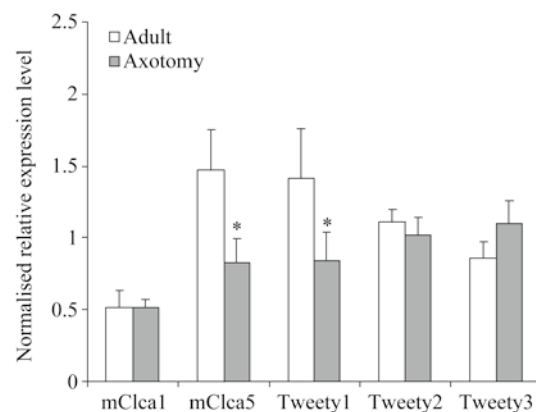 Normalised relative expression level
2.5
2
1.5
1
0.5
0
Adult
Axotomy
*
*
mClca1 mClca5 Tweety1 Tweety2 Tweety3